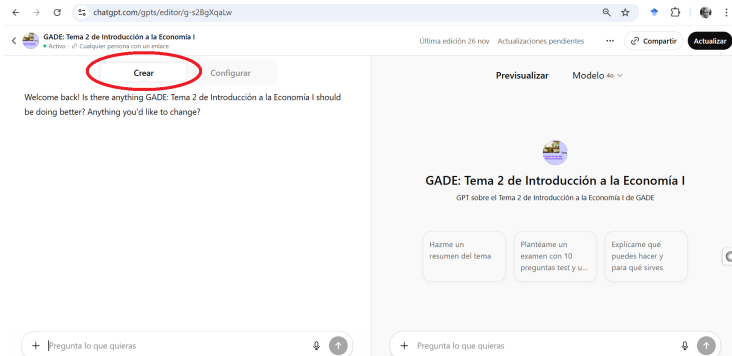 chatgpt.com/gpts/editor/g-s2BgXqaLw
GADE: Tema 2 de Introducción a la Economía I
Activo · Cualquier persona con un enlace
Última edición 26 nov Actualizaciones pendientes ··· Compartir Actualizar
Crear Configurar
Welcome back! Is there anything GADE: Tema 2 de Introducción a la Economía I should
be doing better? Anything you'd like to change?
Pregunta lo que quieras
Previsualizar Modelo 4o
GADE: Tema 2 de Introducción a la Economía I
GPT sobre el Tema 2 de Introducción a la Economía I de GADE
Hazme un
resumen del tema
Plantéame un
examen con 10
preguntas test y u...
Explícame qué
puedes hacer y
para qué sirves
Pregunta lo que quieras